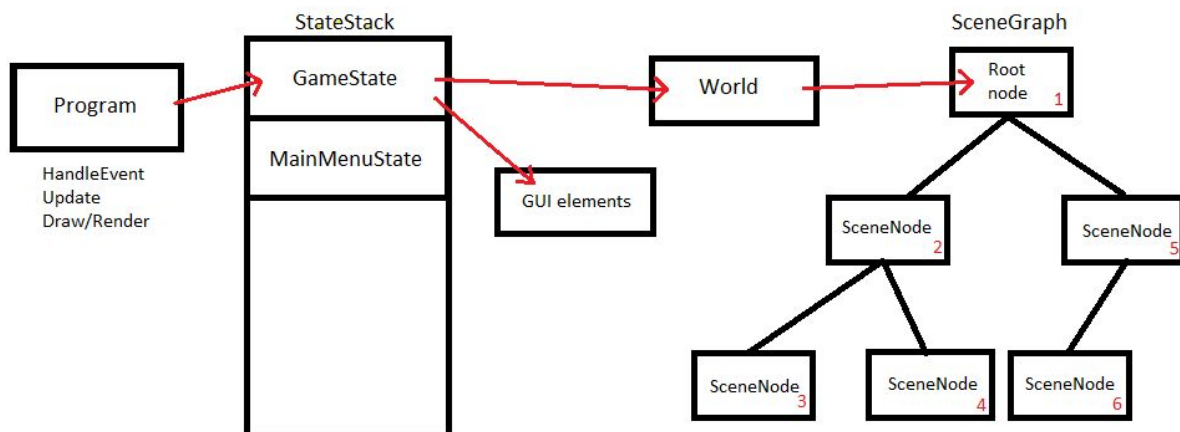 StateStack
SceneGraph
Program
HandleEvent
Update
Draw/Render
GameState
MainMenuState
GUI elements
World
Root
node
1
SceneNode
2
SceneNode
5
SceneNode
3
SceneNode
4
SceneNode
6